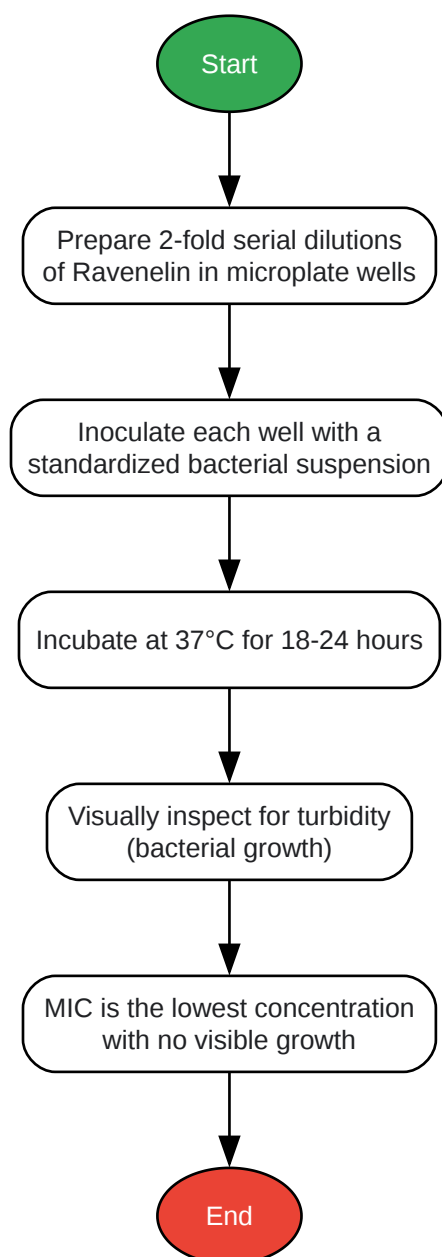 Start
Prepare 2-fold serial dilutions
of Ravenelin in microplate wells
Inoculate each well with a
standardized bacterial suspension
Incubate at 37°C for 18-24 hours
Visually inspect for turbidity
(bacterial growth)
MIC is the lowest concentration
with no visible growth
End